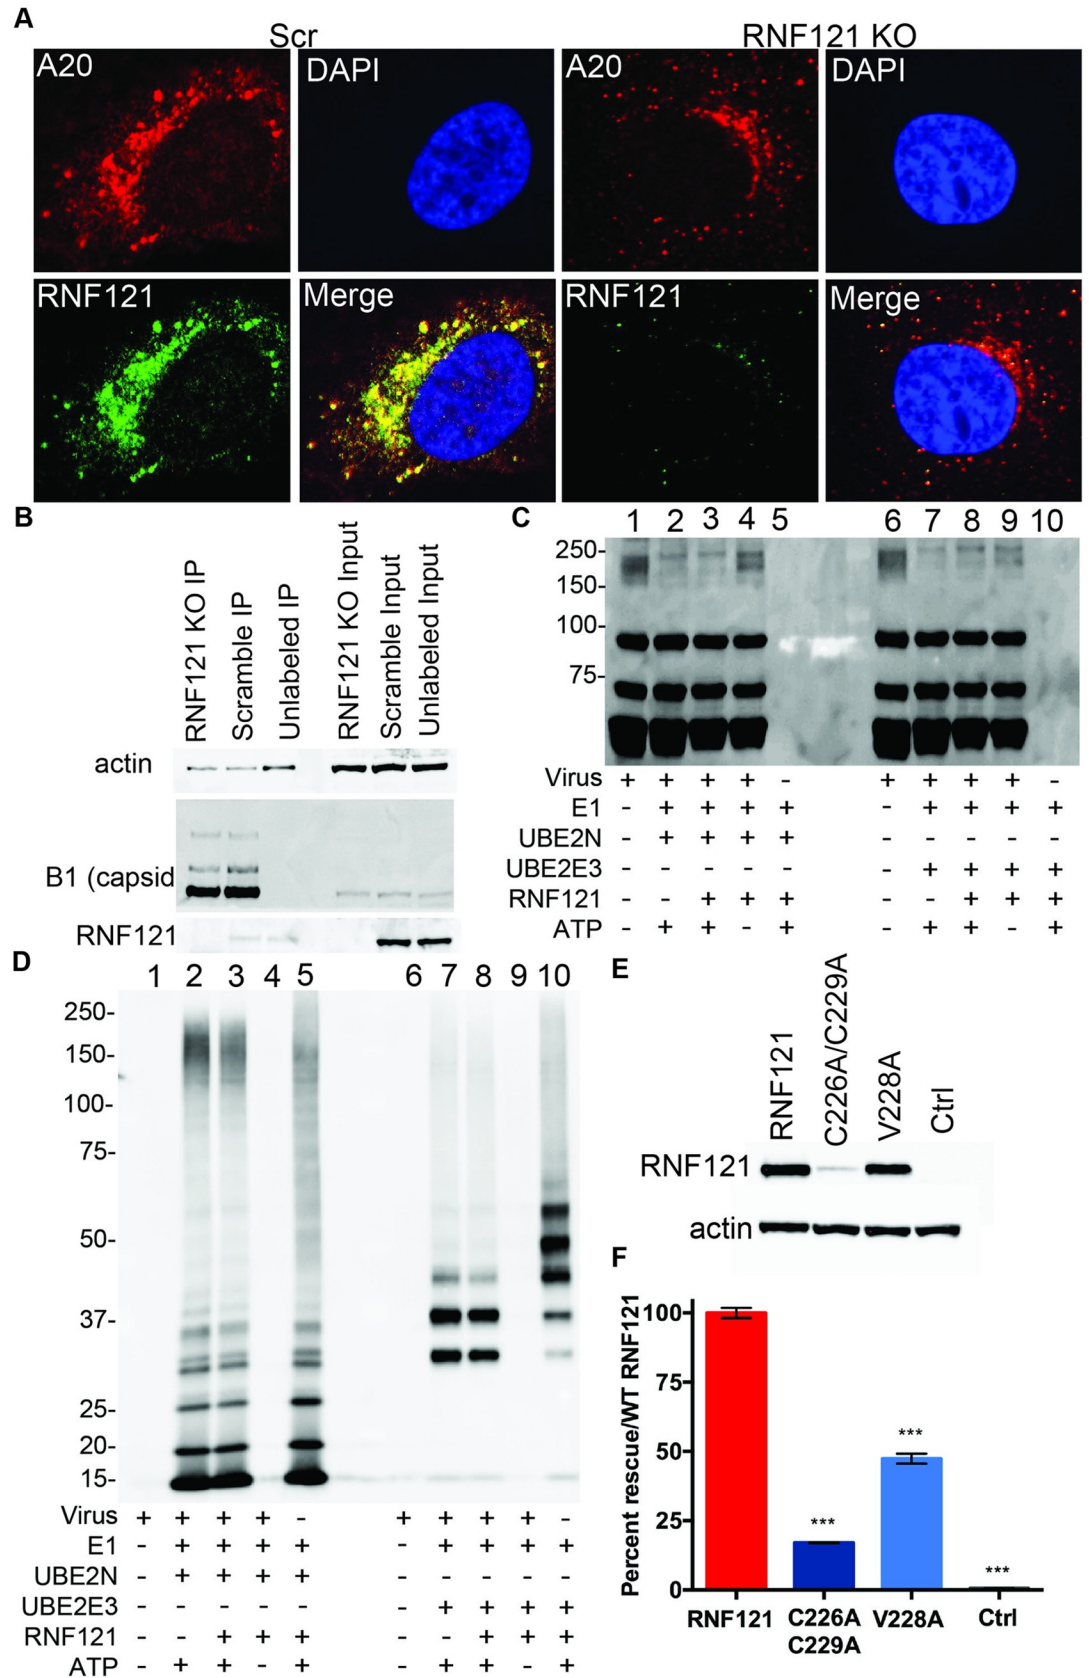 A
Scr RNF121 KO
A20 DAPI A20 DAPI
RNF121 Merge RNF121 Merge
B
RNF121 KO IP
Scramble IP
Unlabeled IP
RNF121 KO Input
Scramble Input
Unlabeled Input
actin
B1 (capsid
RNF121
C
1 2 3 4 5 6 7 8 9 10
250-
150-
100-
75-
Virus + + + + - + + + + -
E1 - + + + + - + + + +
UBE2N - + + + + - - - - -
UBE2E3 - - - - - - + + + +
RNF121 - - + + + - - + + +
ATP - + + - + - + + - +
D
1 2 3 4 5 6 7 8 9 10
250-
150-
100-
75-
50-
37-
25-
20-
15-
Virus + + + + - + + + + -
E1 - + + + + - + + + +
UBE2N - + + + + - - - - -
UBE2E3 - - - - - - + + + +
RNF121 - - + + + - - + + +
ATP - + + - + - + + - +
E
RNF121
C226A/C229A
V228A
Ctrl
RNF121
actin
F
Percent rescue/WT RNF121
100
75
50
25
0
***
***
***
RNF121 C226A V228A Ctrl
C229A